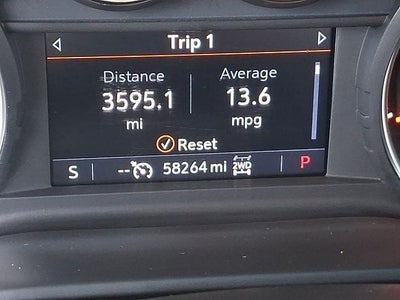 Trip 1
Distance Average
3595.1 13.6
mi mpg
Reset
S -- 58264 mi 2WD P